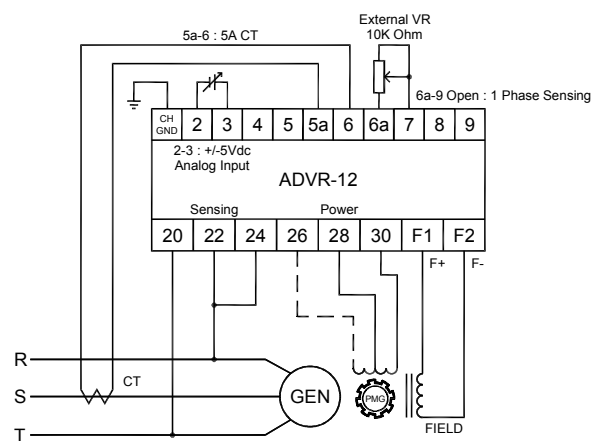 External VR
10K Ohm
5a-6 : 5A CT
6a-9 Open : 1 Phase Sensing
CH GND 2 3 4 5 5a 6 6a 7 8 9
2-3 : +/-5Vdc
Analog Input
ADVR-12
Sensing Power
20 22 24 26 28 30 F1 F2
F+ F-
R
CT
S GEN PMG
T FIELD